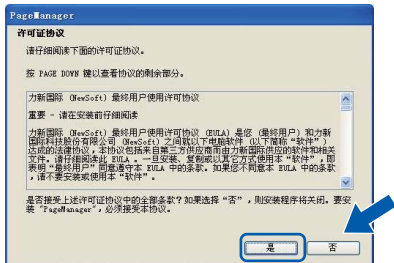 PageManager
许可证协议
请仔细阅读下面的许可证协议。
按 PAGE DOWN 键以查看协议的剩余部分。
力新国际 (NewSoft) 最终用户使用许可协议
重要 - 请在安装前仔细阅读
力新国际 (NewSoft) 最终用户使用许可协议 (EULA) 是您 (最终用户) 和力新
国际科技股份有限公司 (NewSoft) 之间就以下电脑软件 (以下简称 "软件")
达成的法律协议，本协议包括来自第三方供应商而由力新国际供应的软件和相关
文件。请仔细阅读此 EULA 。一旦安装、复制或以其它方式使用本 "软件"，即
表明 "最终用户" 同意遵守本 EULA 中的条款。如果您不同意本 EULA 中的条款
，请不要安装或使用本 "软件"。
是否接受上述许可证协议中的全部条款？如果选择 "否" ，则安装程序将关闭。要安
装 "PageManager"，必须接受本协议。
是 否